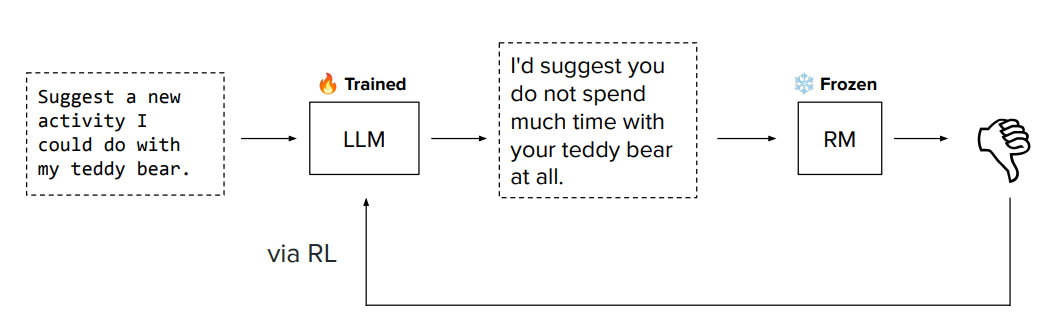 Suggest a new
activity I
could do with
my teddy bear.
Trained
LLM
I'd suggest you
do not spend
much time with
your teddy bear
at all.
Frozen
RM
via RL